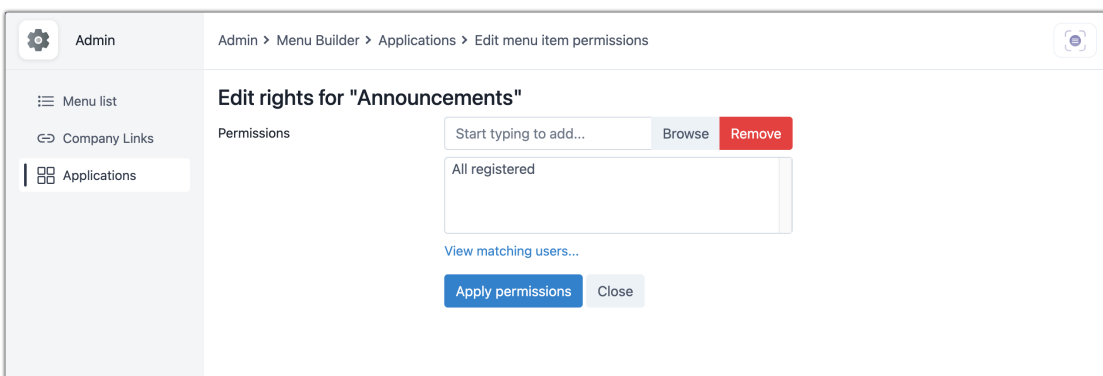 Admin
Admin > Menu Builder > Applications > Edit menu item permissions
Menu list
Company Links
Applications
Edit rights for "Announcements"
Permissions
Start typing to add...
Browse
Remove
All registered
View matching users...
Apply permissions
Close